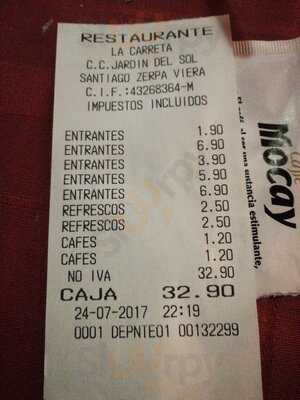 RESTAURANTE
LA CARRETA
C.C.JARDIN DEL SOL
SANTIAGO ZERPA VIERA
C.I.F.:43268364-M
IMPUESTOS INCLUIDOS
ENTRANTES 1.90
ENTRANTES 6.90
ENTRANTES 3.90
ENTRANTES 5.90
ENTRANTES 6.90
REFRESCOS 2.50
REFRESCOS 2.50
CAFES 1.20
CAFES 1.20
NO IVA 32.90
CAJA 32.90
24-07-2017 22:19
0001 DEPNTE01 00132299
Mocay
sustancia estimulante,